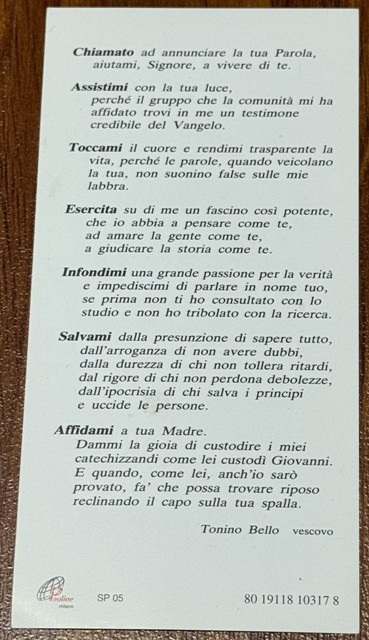 Chiamato ad annunciare la tua Parola,
aiutami, Signore, a vivere di te.
Assistimi con la tua luce,
perché il gruppo che la comunità mi ha
affidato trovi in me un testimone
credibile del Vangelo.
Toccami il cuore e rendimi trasparente la
vita, perché le parole, quando veicolano
la tua, non suonino false sulle mie
labbra.
Esercita su di me un fascino così potente,
che io abbia a pensare come te,
ad amare la gente come te,
a giudicare la storia come te.
Infondimi una grande passione per la verità
e impediscimi di parlare in nome tuo,
se prima non ti ho consultato con lo
studio e non ho tribolato con la ricerca.
Salvami dalla presunzione di sapere tutto,
dall'arroganza di non avere dubbi,
dalla durezza di chi non tollera ritardi,
dal rigore di chi non perdona debolezze,
dall'ipocrisia di chi salva i principi
e uccide le persone.
Affidami a tua Madre.
Dammi la gioia di custodire i miei
catechizzandi come lei custodì Giovanni.
E quando, come lei, anch'io sarò
provato, fa' che possa trovare riposo
reclinando il capo sulla tua spalla.
Tonino Bello vescovo
Paoline
milano
SP 05
80 19118 10317 8